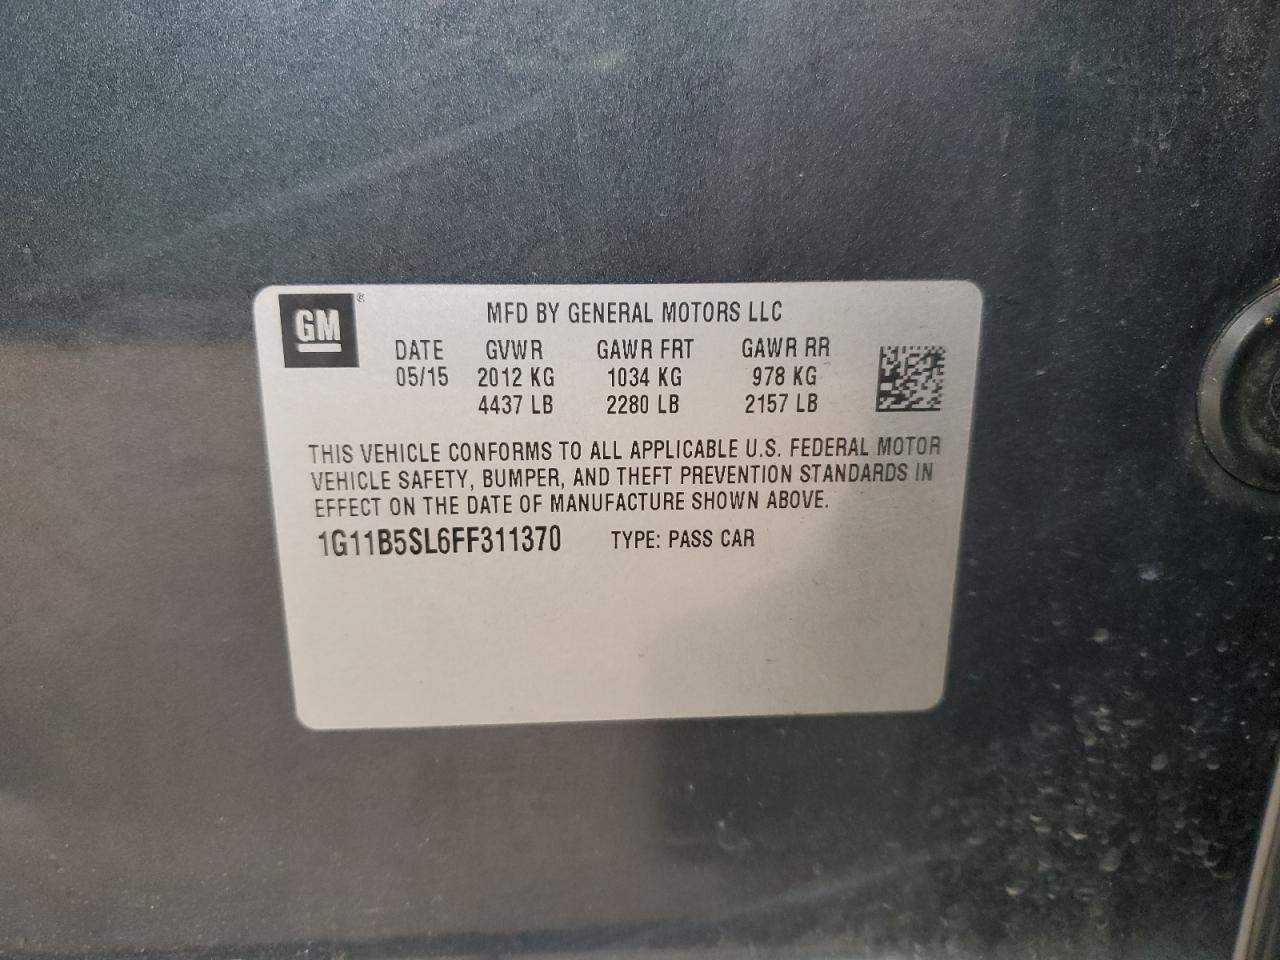 GM®
MFD BY GENERAL MOTORS LLC
DATE GVWR GAWR FRT GAWR RR
05/15 2012 KG 1034 KG 978 KG
4437 LB 2280 LB 2157 LB
THIS VEHICLE CONFORMS TO ALL APPLICABLE U.S. FEDERAL MOTOR
VEHICLE SAFETY, BUMPER, AND THEFT PREVENTION STANDARDS IN
EFFECT ON THE DATE OF MANUFACTURE SHOWN ABOVE.
1G11B5SL6FF311370 TYPE: PASS CAR